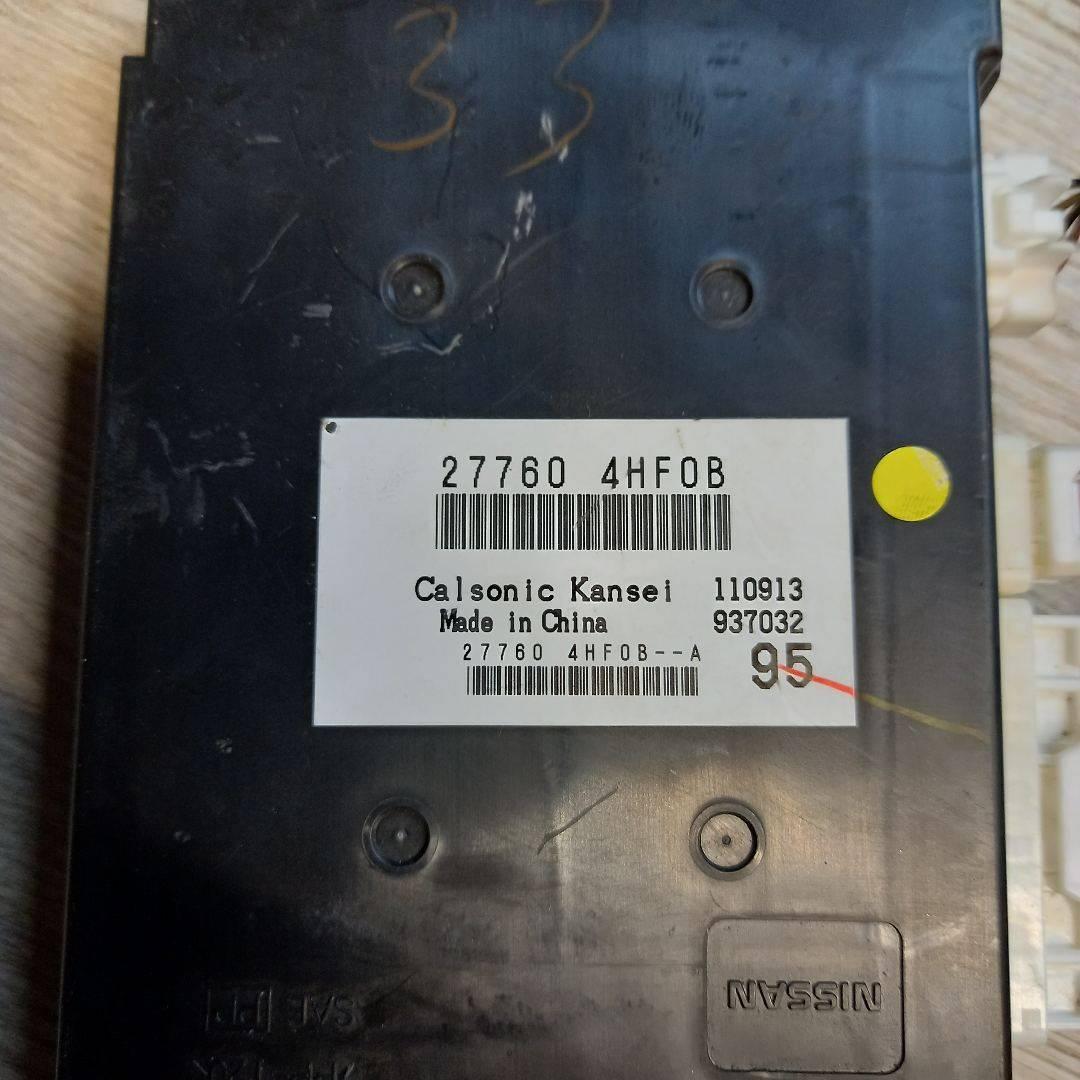 33
27760 4HF0B
Calsonic Kansei 110913
Made in China 937032
27760 4HF0B--A
95
NISSAN